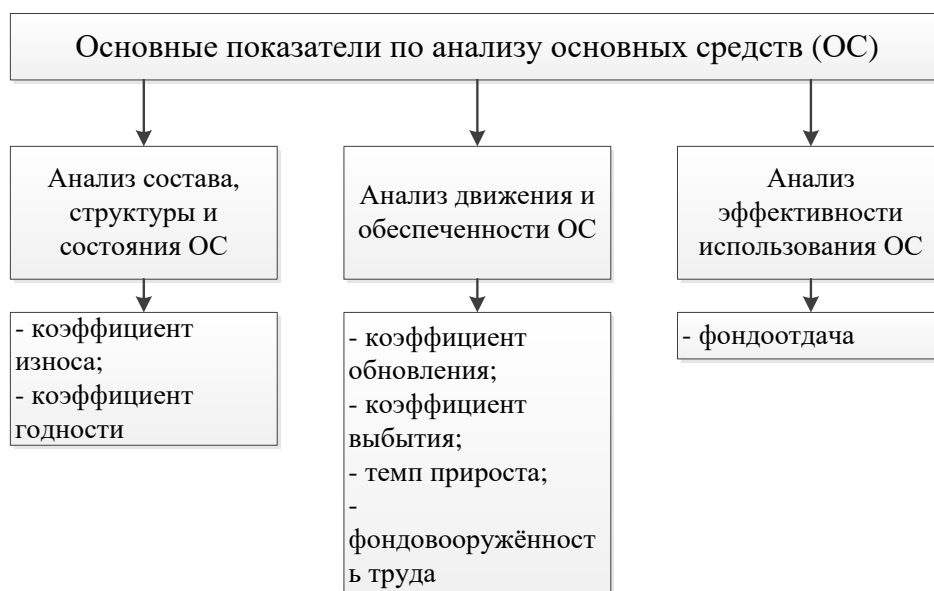 Основные показатели по анализу основных средств (ОС)
Анализ состава,
структуры и
состояния ОС
Анализ движения и
обеспеченности ОС
Анализ
эффективности
использования ОС
- коэффициент
износа;
- коэффициент
годности
- коэффициент
обновления;
- коэффициент
выбытия;
- темп прироста;
-
фондовооружённост
ь труда
- фондоотдача